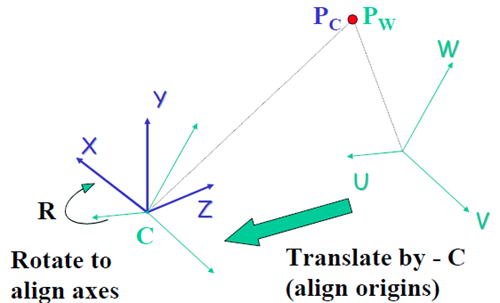 P_C P_W
W
y
X
Z
U
V
R
C
Rotate to
align axes
Translate by - C
(align origins)